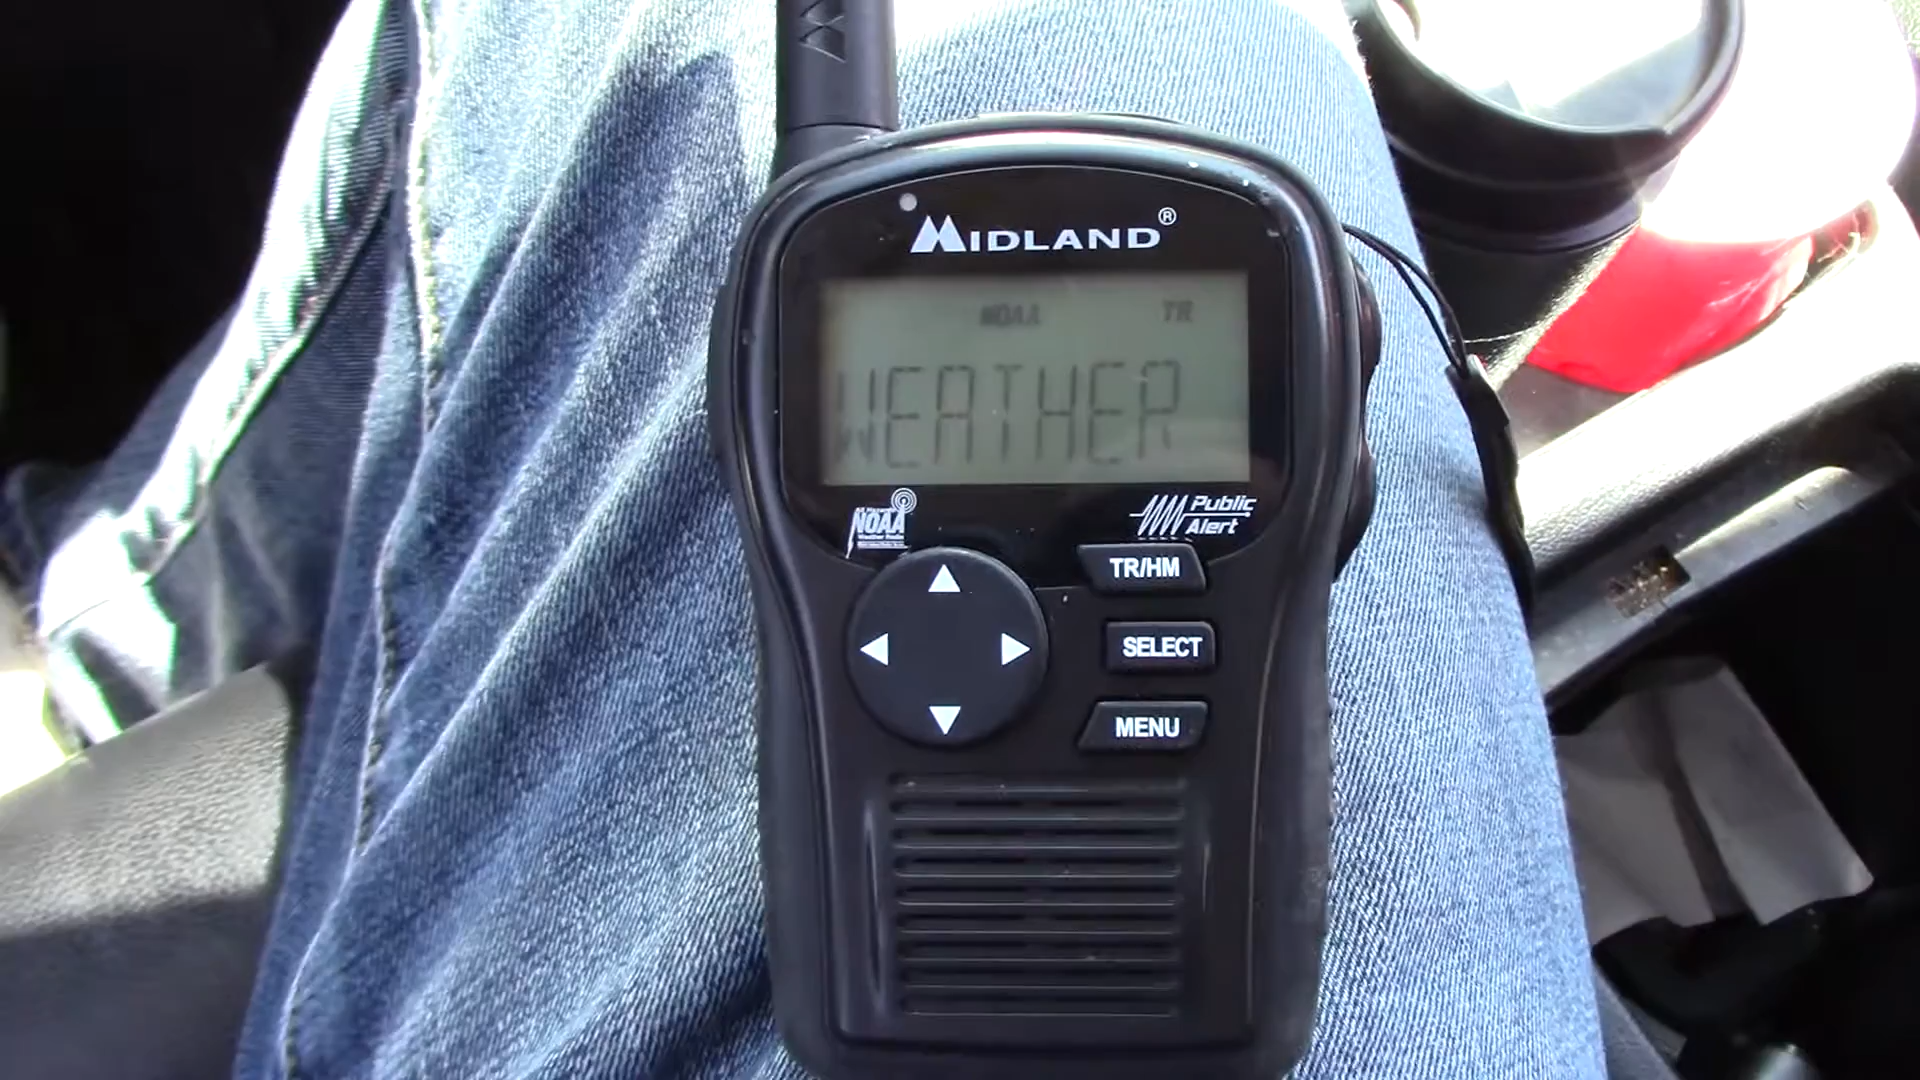 MIDLAND®
NOAA TR
WEATHER
NOAA
Public
Alert
TR/HM
SELECT
MENU